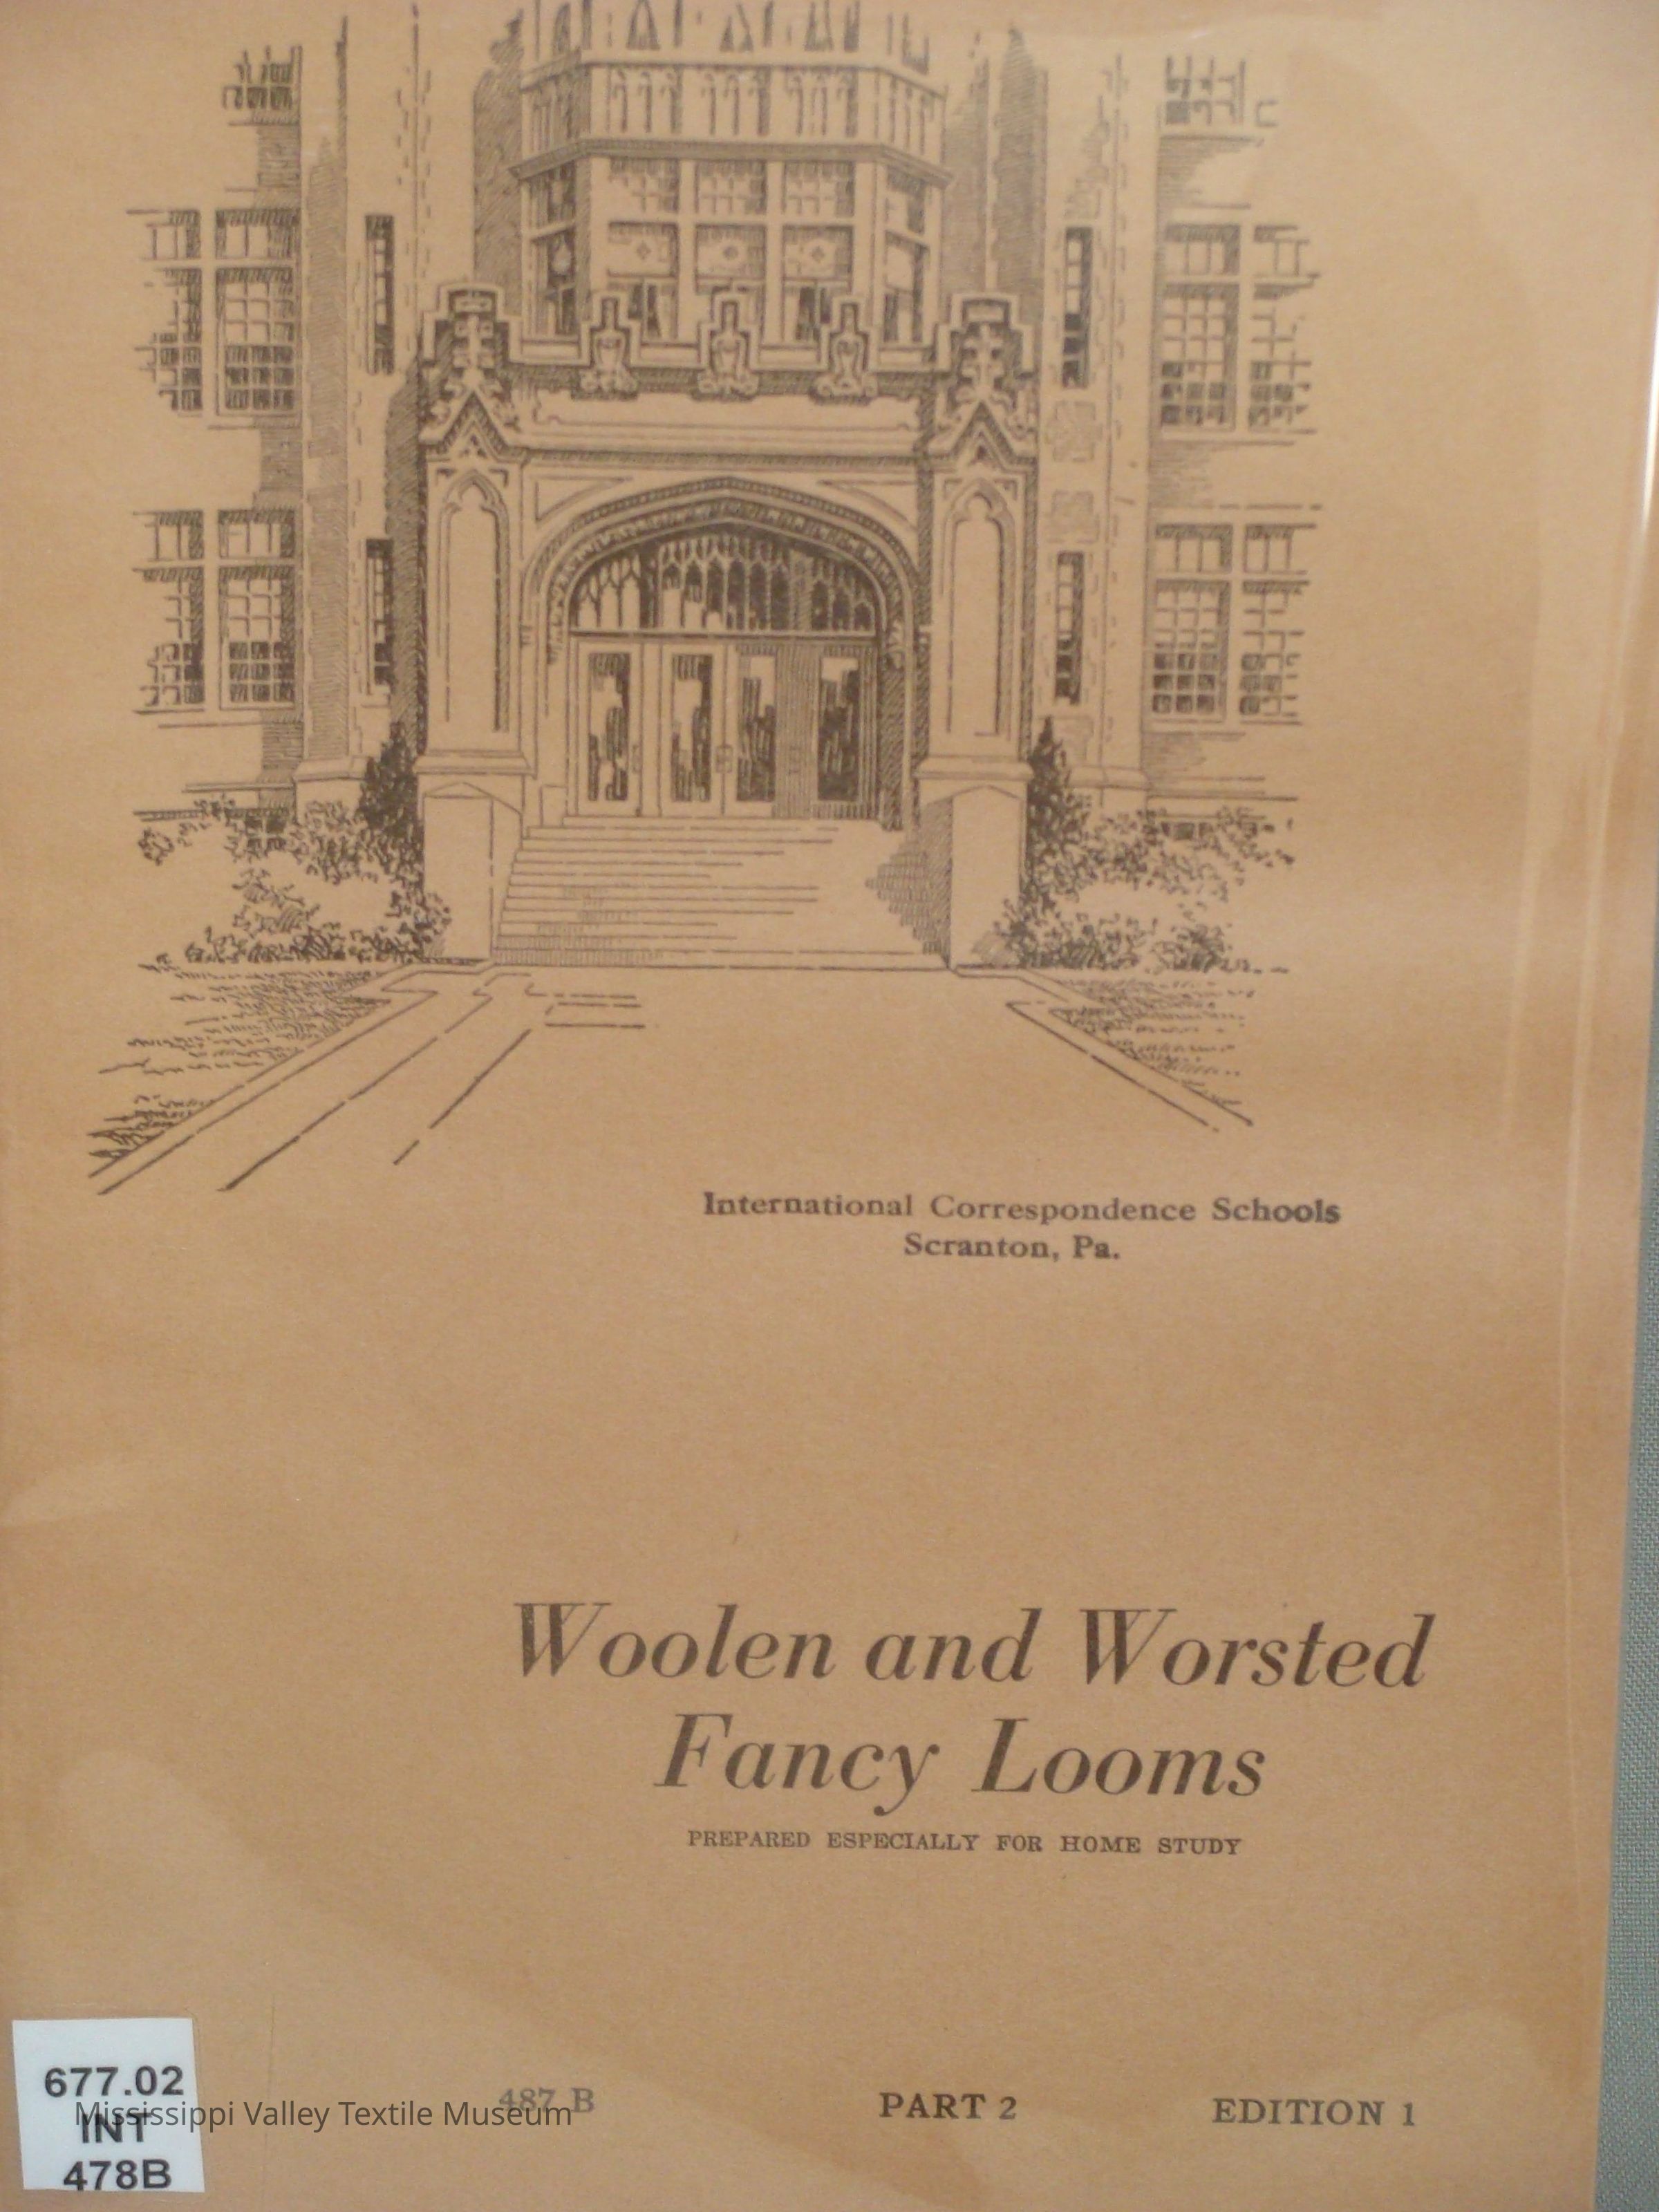 International Correspondence Schools
Scranton, Pa.
Woolen and Worsted
Fancy Looms
PREPARED ESPECIALLY FOR HOME STUDY
677.02
INT
478B
487 B
PART 2
EDITION 1
Mississippi Valley Textile Museum